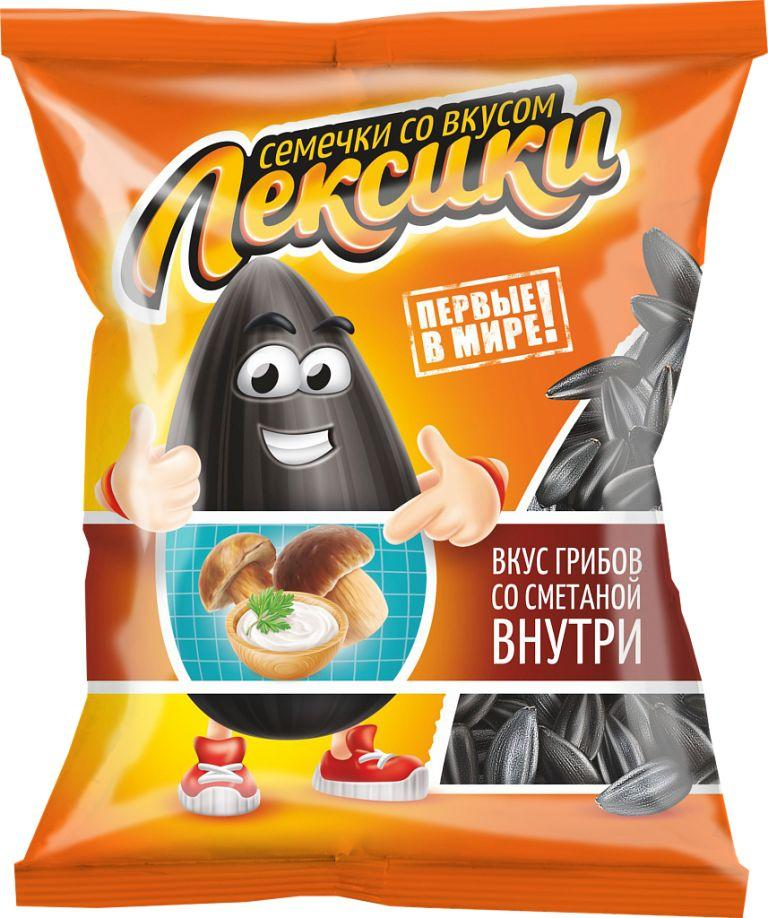 семечки со вкусом
Лексики
ПЕРВЫЕ
В МИРЕ!
ВКУС ГРИБОВ
СО СМЕТАНОЙ
ВНУТРИ